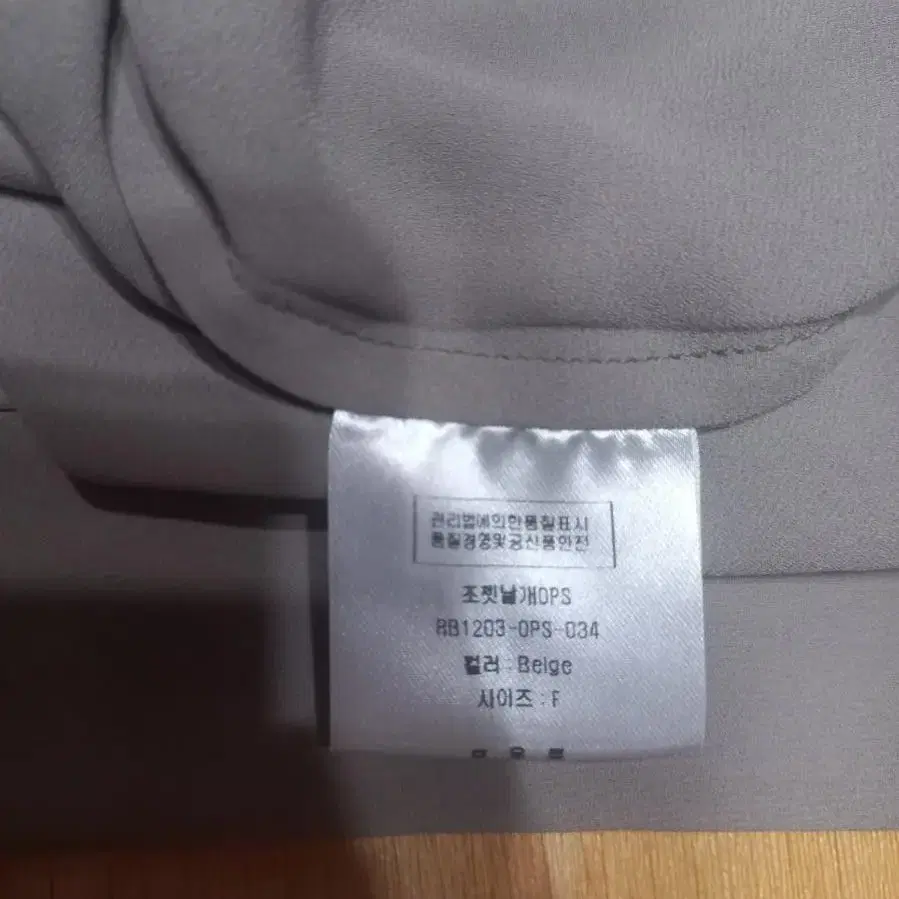 관리법에의한품질표시
품질경영및공산품안전
조젯날개OPS
RB1203-OPS-034
컬러 : Beige
사이즈 : F